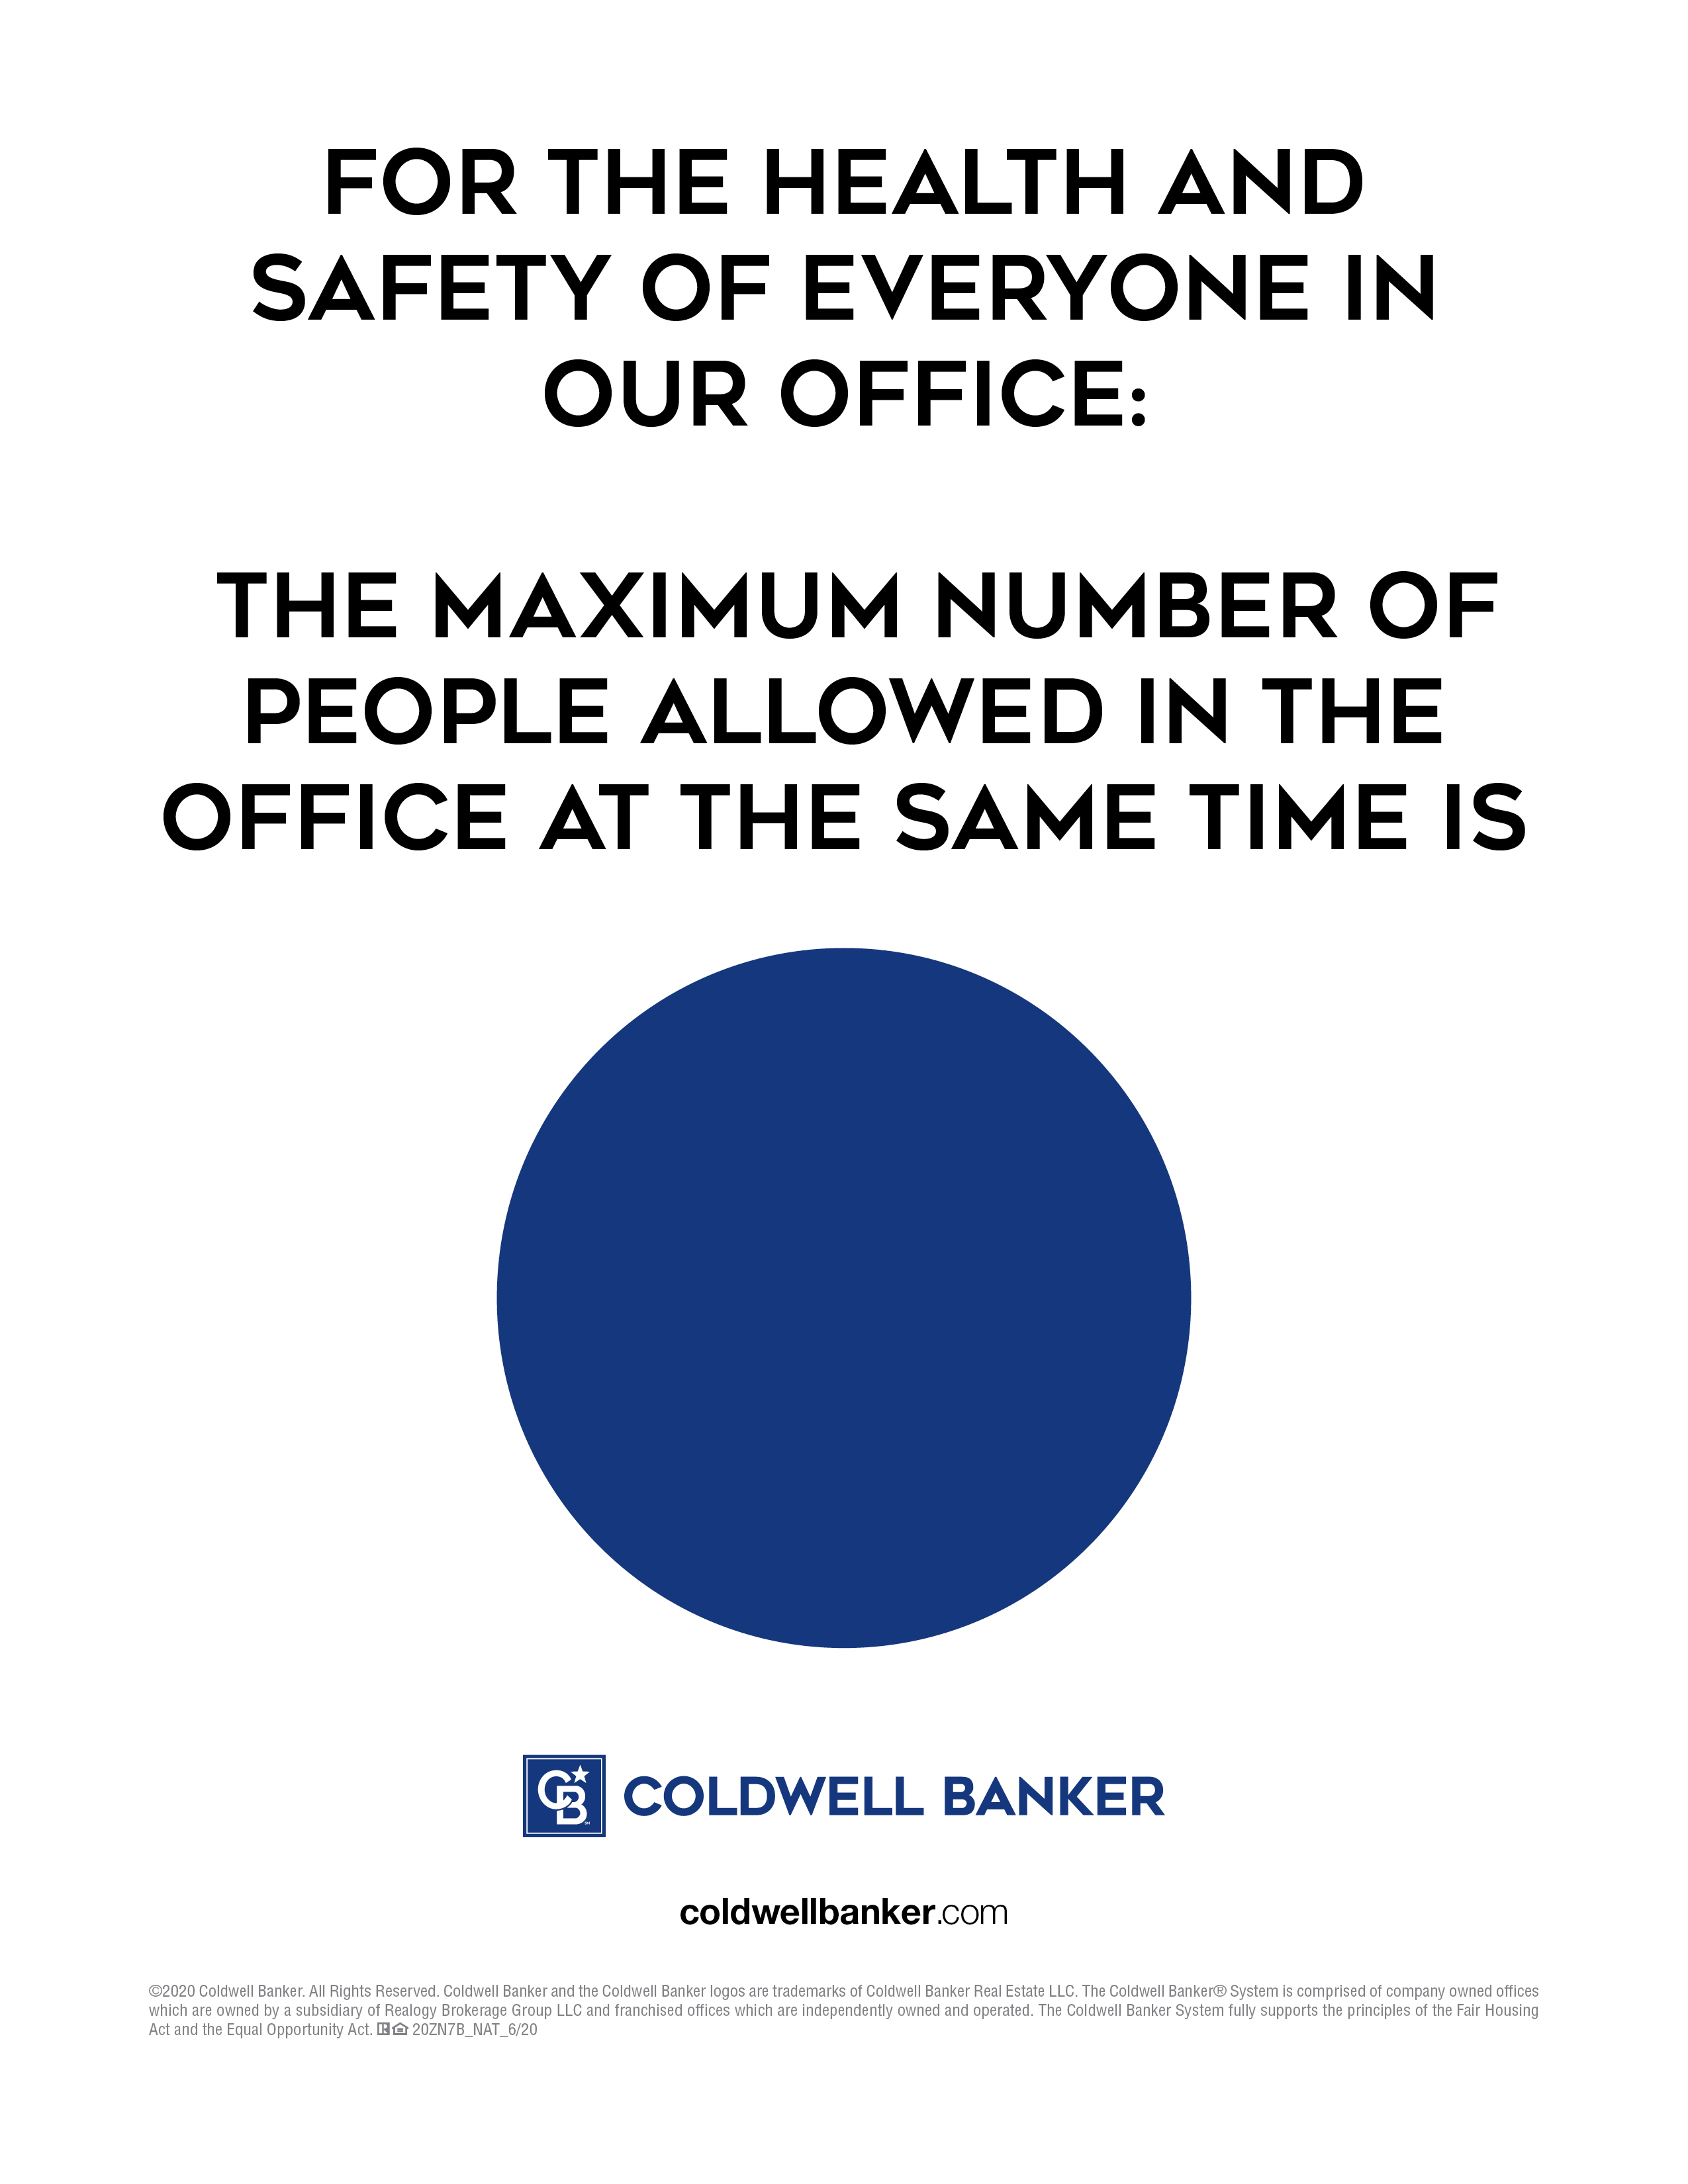 FOR THE HEALTH AND
SAFETY OF EVERYONE IN
OUR OFFICE:
THE MAXIMUM NUMBER OF
PEOPLE ALLOWED IN THE
OFFICE AT THE SAME TIME IS
CB COLDWELL BANKER
coldwellbanker.com
©2020 Coldwell Banker. All Rights Reserved. Coldwell Banker and the Coldwell Banker logos are trademarks of Coldwell Banker Real Estate LLC. The Coldwell Banker® System is comprised of company owned offices
which are owned by a subsidiary of Realogy Brokerage Group LLC and franchised offices which are independently owned and operated. The Coldwell Banker System fully supports the principles of the Fair Housing
Act and the Equal Opportunity Act. 20ZN7B_NAT_6/20